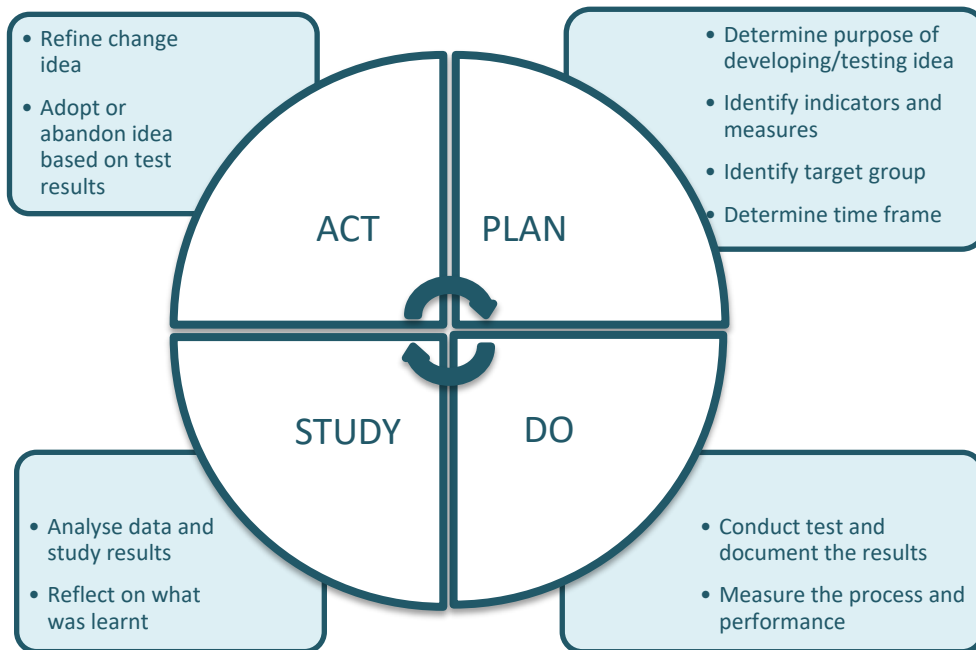 • Refine change
idea
• Adopt or
abandon idea
based on test
results
• Determine purpose of
developing/testing idea
• Identify indicators and
measures
• Identify target group
• Determine time frame
ACT
PLAN
STUDY
DO
• Analyse data and
study results
• Reflect on what
was learnt
• Conduct test and
document the results
• Measure the process and
performance